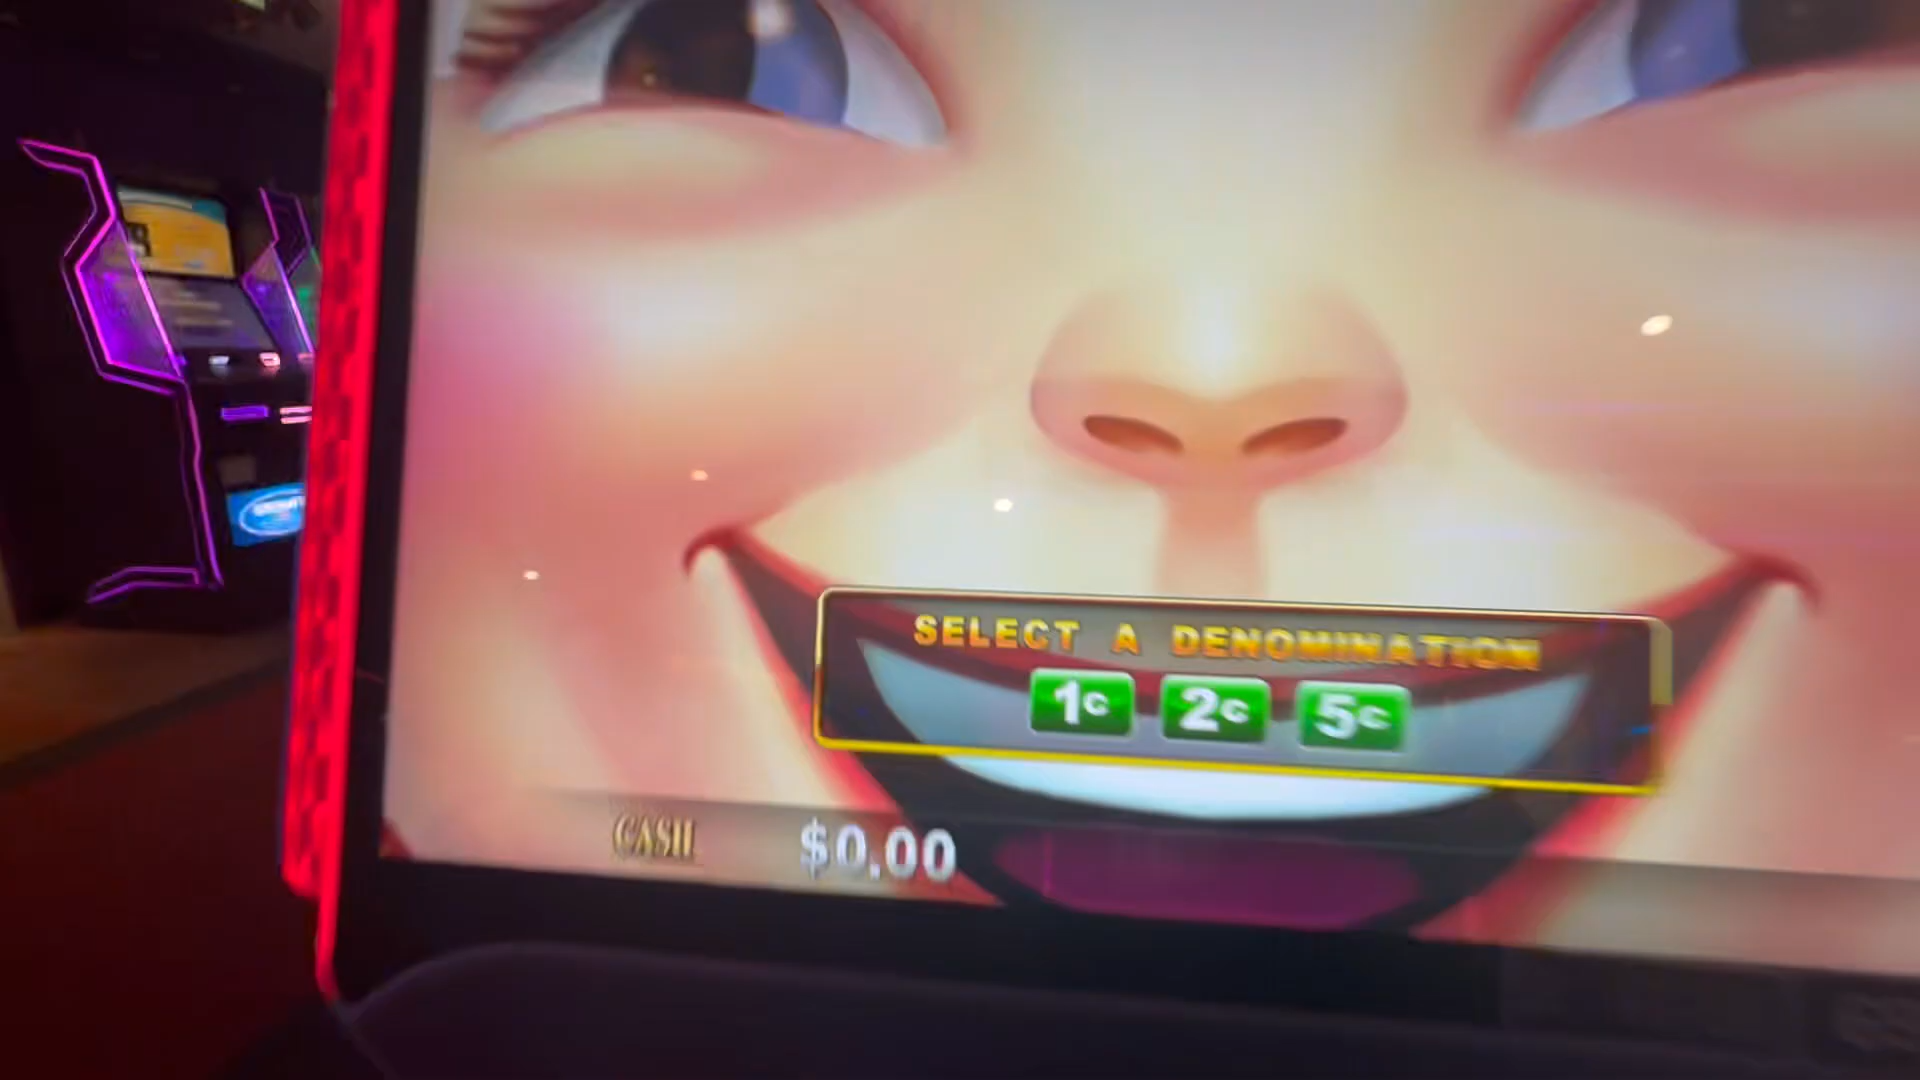 SELECT A DENOMINATION
1¢ 2¢ 5¢
CASH $0.00